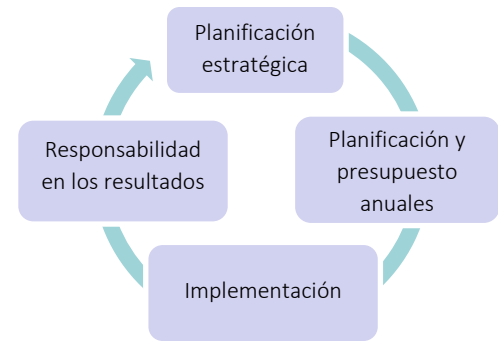 Planificación
estratégica
Planificación y
presupuesto
anuales
Implementación
Responsabilidad
en los resultados